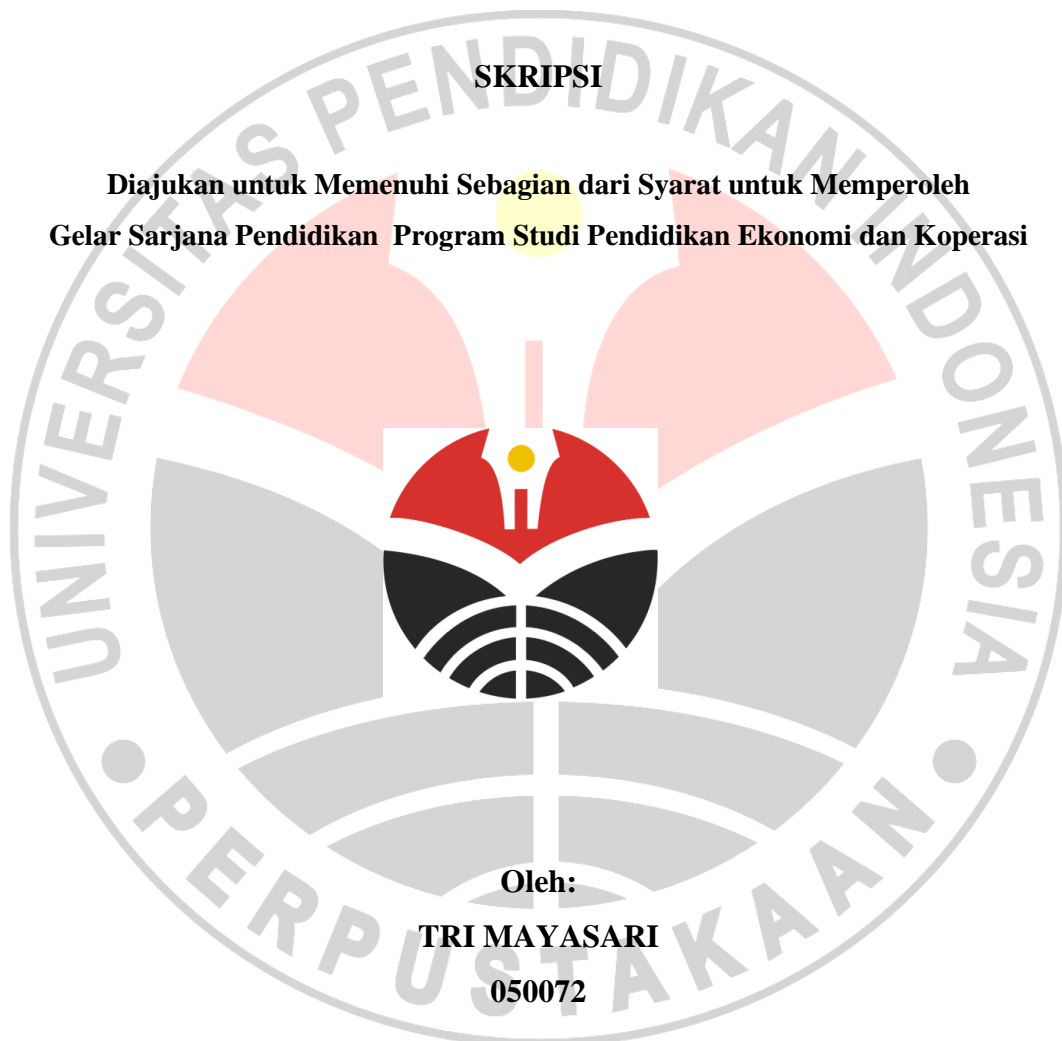 SKRIPSI
Diajukan untuk Memenuhi Sebagian dari Syarat untuk Memperoleh
Gelar Sarjana Pendidikan Program Studi Pendidikan Ekonomi dan Koperasi
Oleh:
TRI MAYASARI
050072
UNIVERSITAS PENDIDIKAN INDONESIA
PERPUSTAKAAN